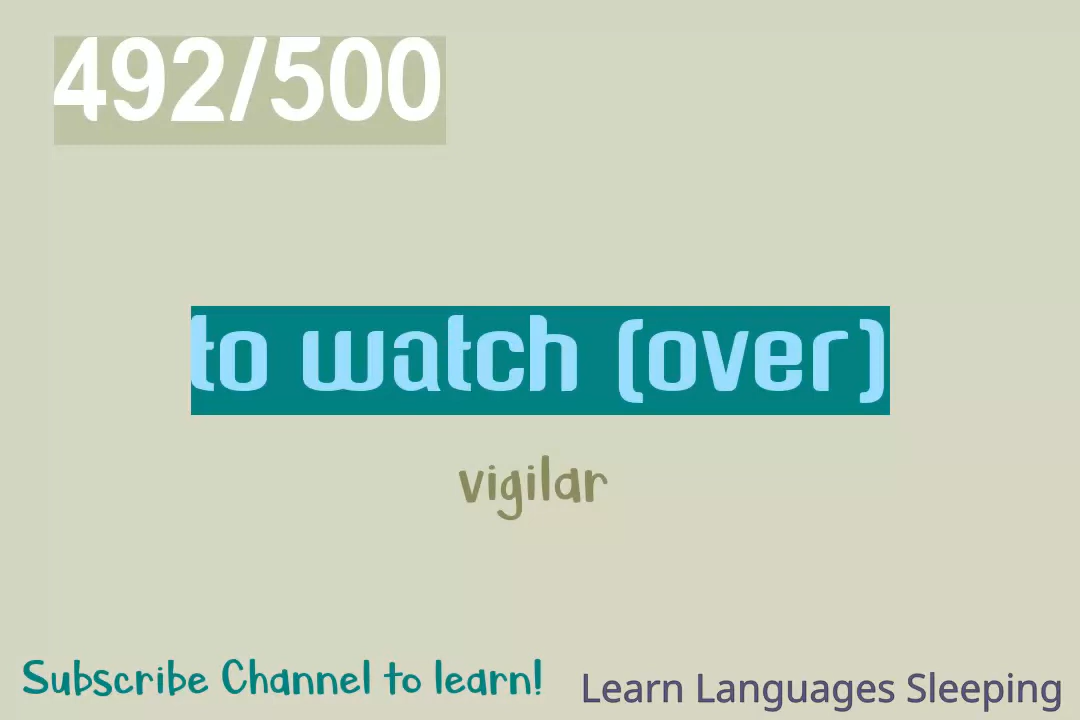 492/500
to watch (over)
vigilar
Subscribe Channel to learn!
Learn Languages Sleeping